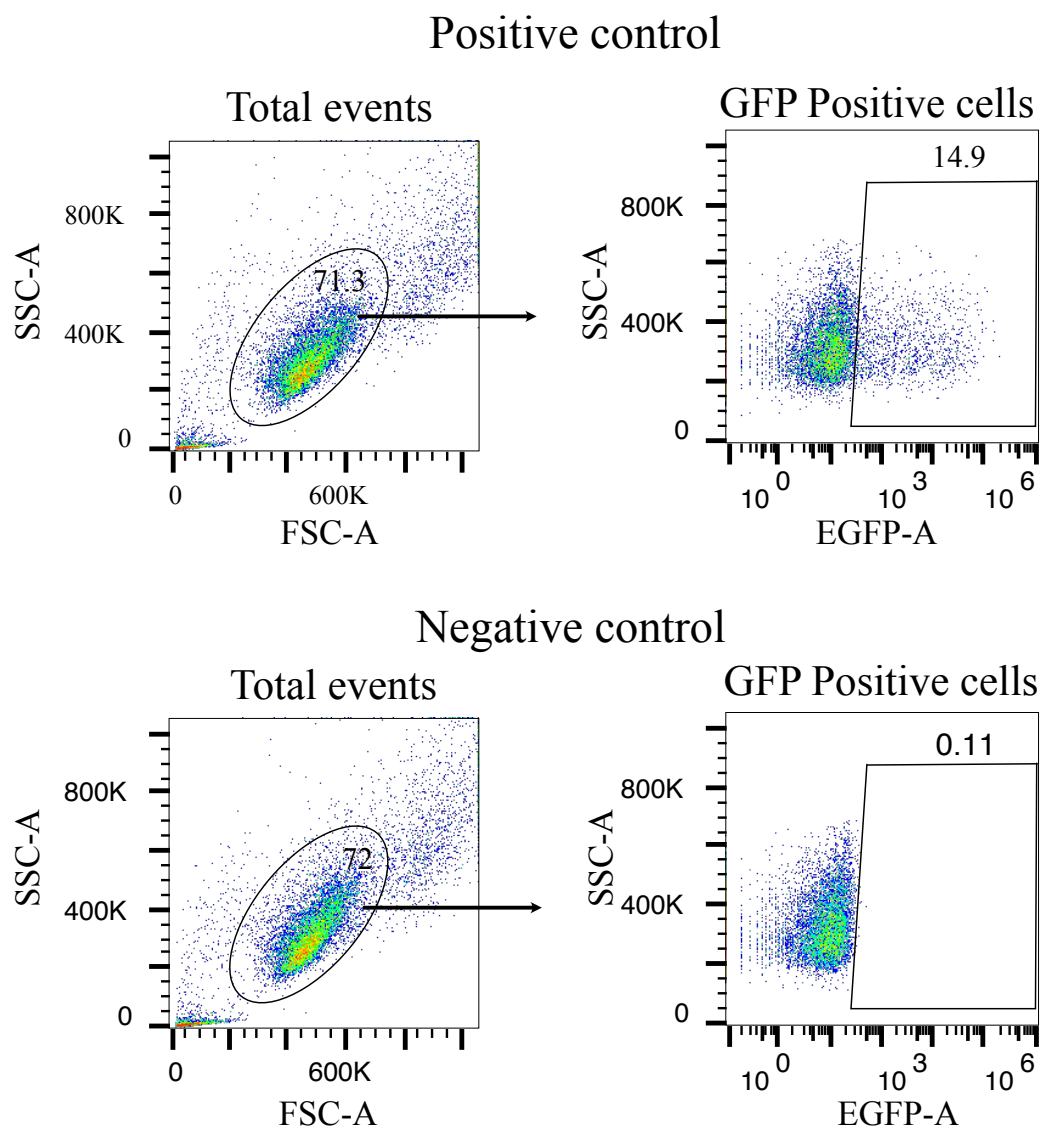 Positive control
Total events
GFP Positive cells
71.3
14.9
SSC-A
800K
400K
0
0
600K
FSC-A
SSC-A
800K
400K
0
10 0
10 3
10 6
EGFP-A
Negative control
Total events
GFP Positive cells
72
0.11
SSC-A
800K
400K
0
0
600K
FSC-A
SSC-A
800K
400K
0
10 0
10 3
10 6
EGFP-A